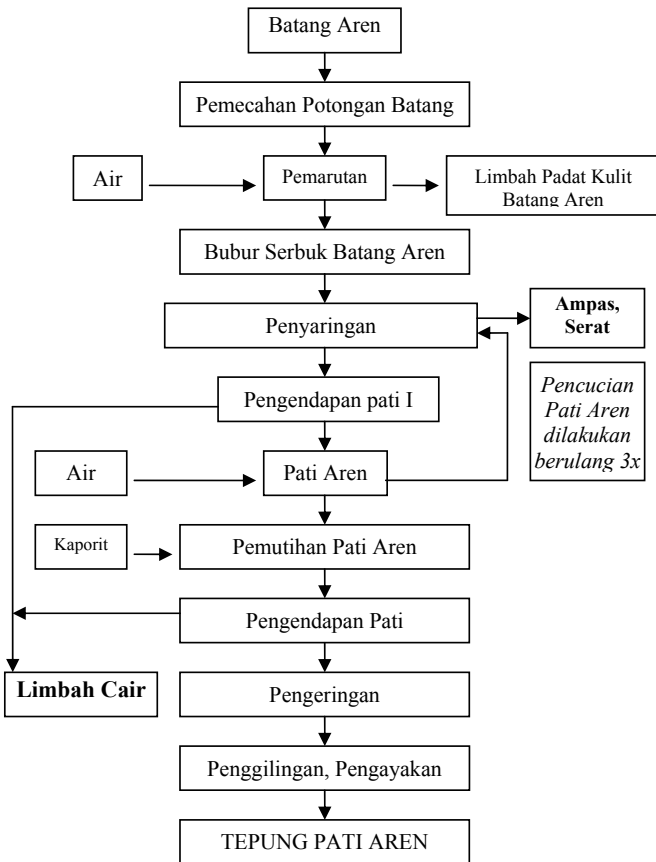 Batang Aren
Pemecahan Potongan Batang
Air
Pemarutan
Limbah Padat Kulit
Batang Aren
Bubur Serbuk Batang Aren
Penyaringan
Ampas,
Serat
Pencucian
Pati Aren
dilakukan
berulang 3x
Pengendapan pati I
Air
Pati Aren
Kaporit
Pemutihan Pati Aren
Pengendapan Pati
Limbah Cair
Pengeringan
Penggilingan, Pengayakan
TEPUNG PATI AREN